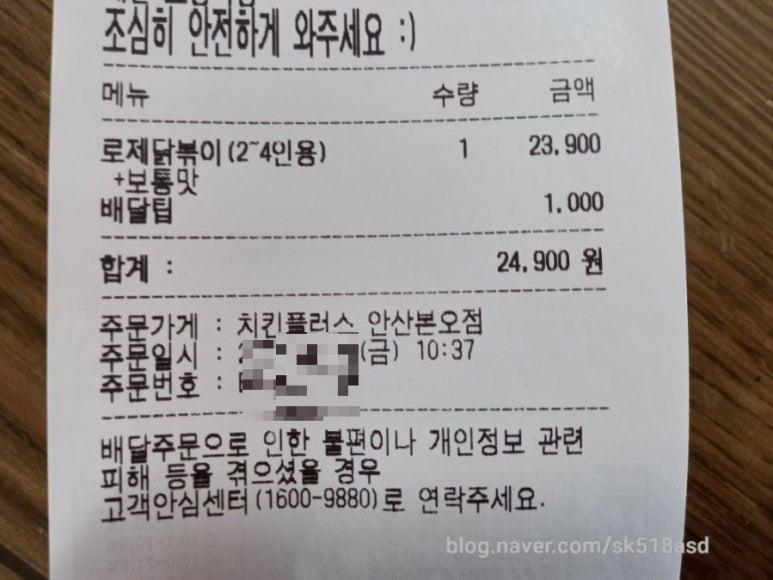 조심히 안전하게 와주세요 :)
메뉴 수량 금액
로제닭볶이(2~4인용) 1 23,900
+보통맛
배달팁 1,000
합계 : 24,900 원
주문가게 : 치킨플러스 안산본오점
주문일시 : (금) 10:37
주문번호 :
배달주문으로 인한 불편이나 개인정보 관련
피해 등을 겪으셨을 경우
고객안심센터(1600-9880)로 연락주세요.
blog.naver.com/sk518asd